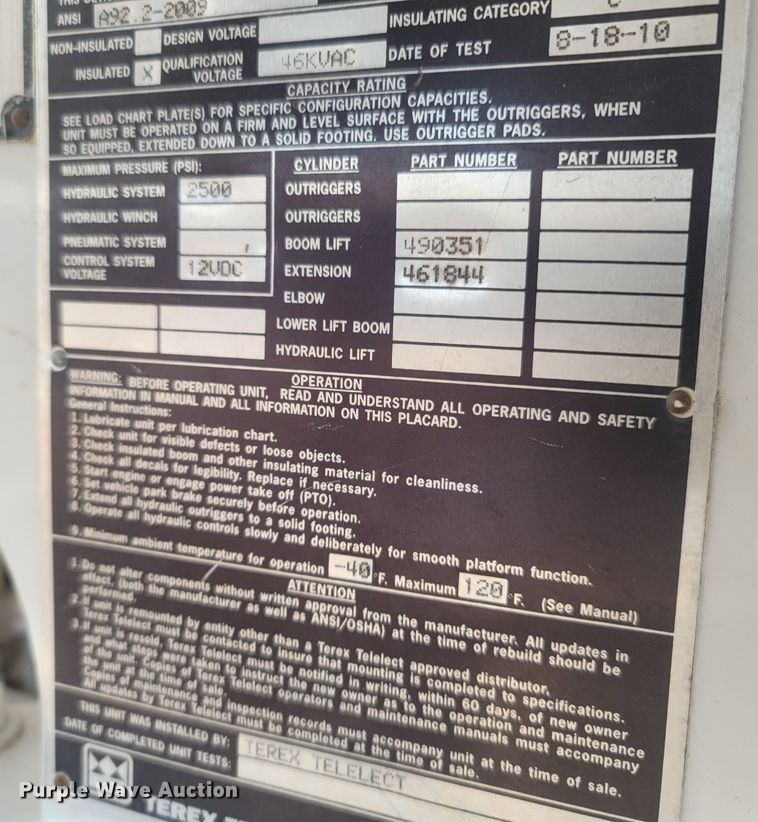 ANSI A92.2-2009
NON-INSULATED DESIGN VOLTAGE INSULATING CATEGORY C
INSULATED X QUALIFICATION VOLTAGE 46KVAC DATE OF TEST 8-18-10
CAPACITY RATING
SEE LOAD CHART PLATE(S) FOR SPECIFIC CONFIGURATION CAPACITIES.
UNIT MUST BE OPERATED ON A FIRM AND LEVEL SURFACE WITH THE OUTRIGGERS, WHEN
SO EQUIPPED, EXTENDED DOWN TO A SOLID FOOTING. USE OUTRIGGER PADS.
MAXIMUM PRESSURE (PSI):
HYDRAULIC SYSTEM 2500
HYDRAULIC WINCH
PNEUMATIC SYSTEM
CONTROL SYSTEM
VOLTAGE 12VDC
CYLINDER PART NUMBER PART NUMBER
OUTRIGGERS
OUTRIGGERS
BOOM LIFT 490351
EXTENSION 461844
ELBOW
LOWER LIFT BOOM
HYDRAULIC LIFT
OPERATION
WARNING: BEFORE OPERATING UNIT, READ AND UNDERSTAND ALL OPERATING AND SAFETY
INFORMATION IN MANUAL AND ALL INFORMATION ON THIS PLACARD.
General Instructions:
1. Lubricate unit per lubrication chart.
2. Check unit for visible defects or loose objects.
3. Check insulated boom and other insulating material for cleanliness.
4. Check all decals for legibility. Replace if necessary.
5. Start engine or engage power take off (PTO).
6. Set vehicle park brake securely before operation.
7. Extend all hydraulic outriggers to a solid footing.
8. Operate all hydraulic controls slowly and deliberately for smooth platform function.
9. Minimum ambient temperature for operation -40 °F. Maximum 120 °F. (See Manual)
ATTENTION
1. Do not alter components without written approval from the manufacturer. All updates in
effect, (both the manufacturer as well as ANSI/OSHA) at the time of rebuild should be
performed.
2. If unit is remounted by entity other than a Terex Telelect approved distributor,
Terex Telelect must be contacted to insure that mounting is completed to specifications.
3. If unit is resold, Terex Telelect must be notified in writing, within 60 days, of new owner
and what steps were taken to instruct the new owner as to the operation and maintenance
of the unit. Copies of Terex Telelect operators and maintenance manuals must accompany
the unit at the time of sale.
Copies of maintenance and inspection records must accompany unit at the time of sale.
All updates by Terex Telelect must be completed at the time of sale.
THIS UNIT WAS INSTALLED BY: TEREX TELELECT
DATE OF COMPLETED UNIT TESTS:
TEREX
Purple Wave Auction